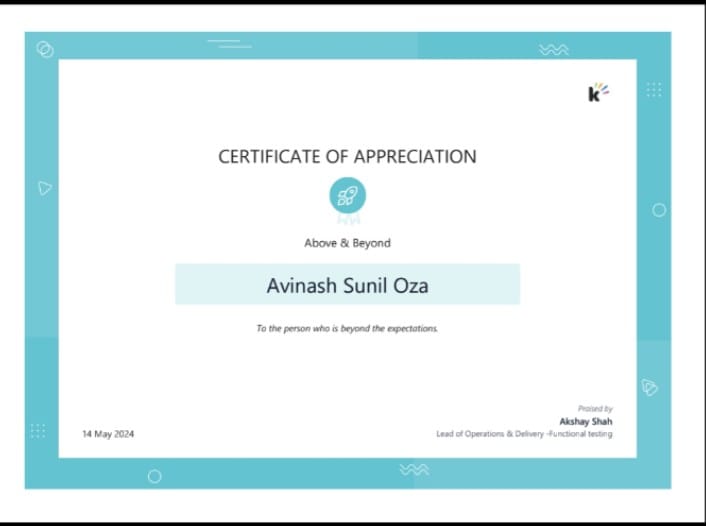 k
CERTIFICATE OF APPRECIATION
Above & Beyond
Avinash Sunil Oza
To the person who is beyond the expectations.
Praised by
Akshay Shah
14 May 2024
Lead of Operations & Delivery -Functional testing